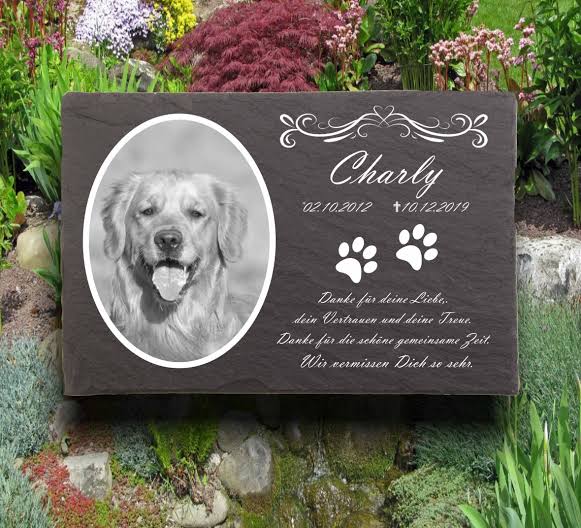 Charly
02.10.2012 ✝10.12.2019
Danke für deine Liebe,
dein Vertrauen und deine Treue.
Danke für die schöne gemeinsame Zeit.
Wir vermissen Dich so sehr.